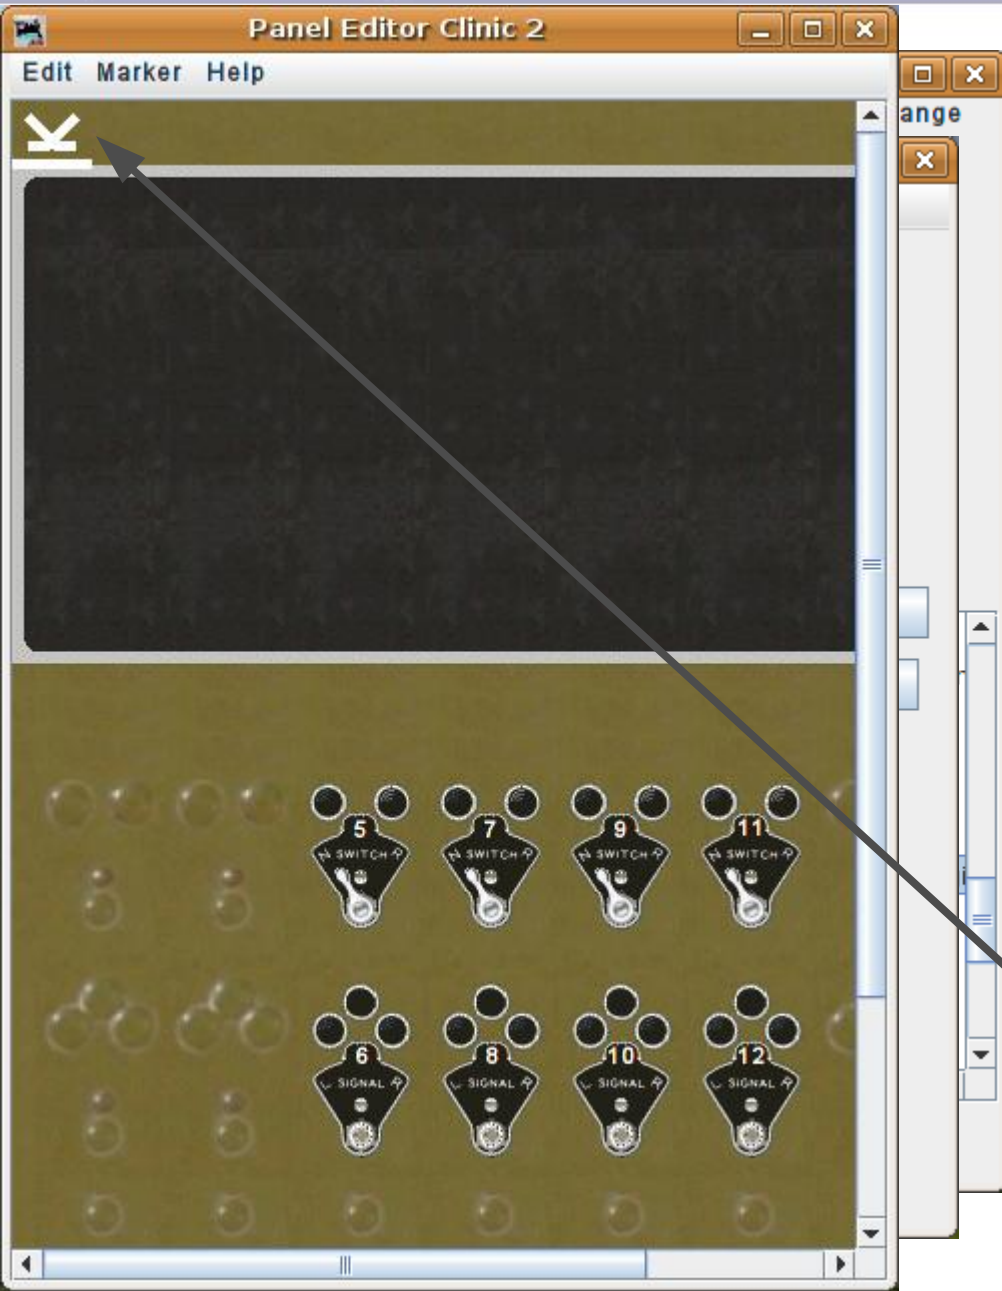 Panel Editor Clinic 2
Edit Marker Help
ange
5 7 9 11
N SWITCH R N SWITCH R N SWITCH R N SWITCH R
6 8 10 12
L SIGNAL R L SIGNAL R L SIGNAL R L SIGNAL R